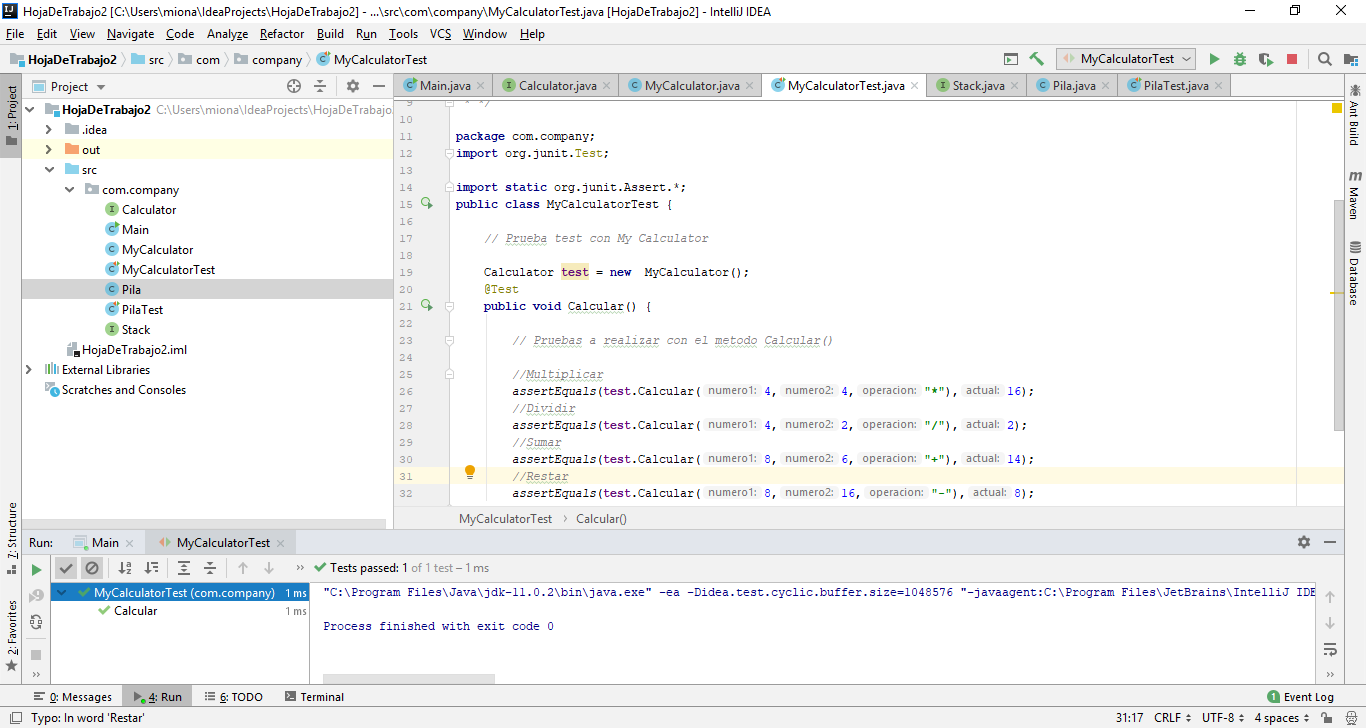 HojaDeTrabajo2 [C:\Users\miona\IdeaProjects\HojaDeTrabajo2] - ...\src\com\company\MyCalculatorTest.java [HojaDeTrabajo2] - IntelliJ IDEA
File Edit View Navigate Code Analyze Refactor Build Run Tools VCS Window Help
HojaDeTrabajo2 src com company MyCalculatorTest MyCalculatorTest
1: Project
Project
Main.java Calculator.java MyCalculator.java MyCalculatorTest.java Stack.java Pila.java PilaTest.java
HojaDeTrabajo2 C:\Users\miona\IdeaProjects\HojaDeTrabajo
.idea
out
src
com.company
Calculator
Main
MyCalculator
MyCalculatorTest
Pila
PilaTest
Stack
HojaDeTrabajo2.iml
External Libraries
Scratches and Consoles
9 * */
10
11 package com.company;
12 import org.junit.Test;
13
14 import static org.junit.Assert.*;
15 public class MyCalculatorTest {
16
17 // Prueba test con My Calculator
18
19 Calculator test = new  MyCalculator();
20 @Test
21 public void Calcular() {
22
23 // Pruebas a realizar con el metodo Calcular()
24
25 //Multiplicar
26 assertEquals(test.Calcular( numero1: 4, numero2: 4, operacion: "*"), actual: 16);
27 //Dividir
28 assertEquals(test.Calcular( numero1: 4, numero2: 2, operacion: "/"), actual: 2);
29 //Sumar
30 assertEquals(test.Calcular( numero1: 8, numero2: 6, operacion: "+"), actual: 14);
31 //Restar
32 assertEquals(test.Calcular( numero1: 8, numero2: 16, operacion: "-"), actual: 8);
MyCalculatorTest Calcular()
Ant Build
m Maven
Database
7: Structure
2: Favorites
Run: Main MyCalculatorTest
Tests passed: 1 of 1 test – 1 ms
MyCalculatorTest (com.company) 1 ms
Calcular 1 ms
"C:\Program Files\Java\jdk-11.0.2\bin\java.exe" -ea -Didea.test.cyclic.buffer.size=1048576 "-javaagent:C:\Program Files\JetBrains\IntelliJ IDE
Process finished with exit code 0
0: Messages 4: Run 6: TODO Terminal 1 Event Log
Typo: In word 'Restar' 31:17 CRLF UTF-8 4 spaces